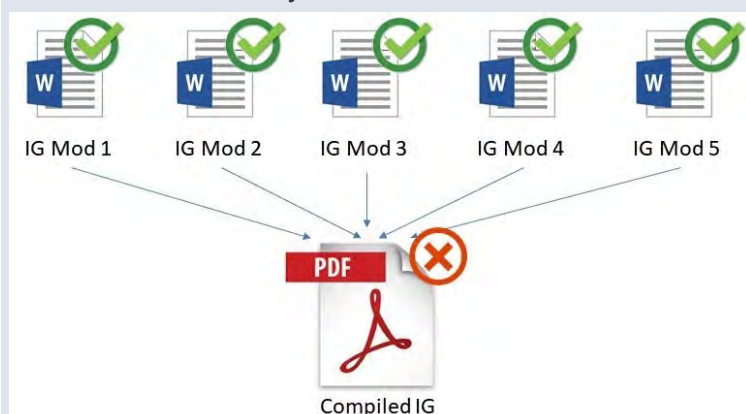 W W W W W
IG Mod 1 IG Mod 2 IG Mod 3 IG Mod 4 IG Mod 5
PDF
Compiled IG